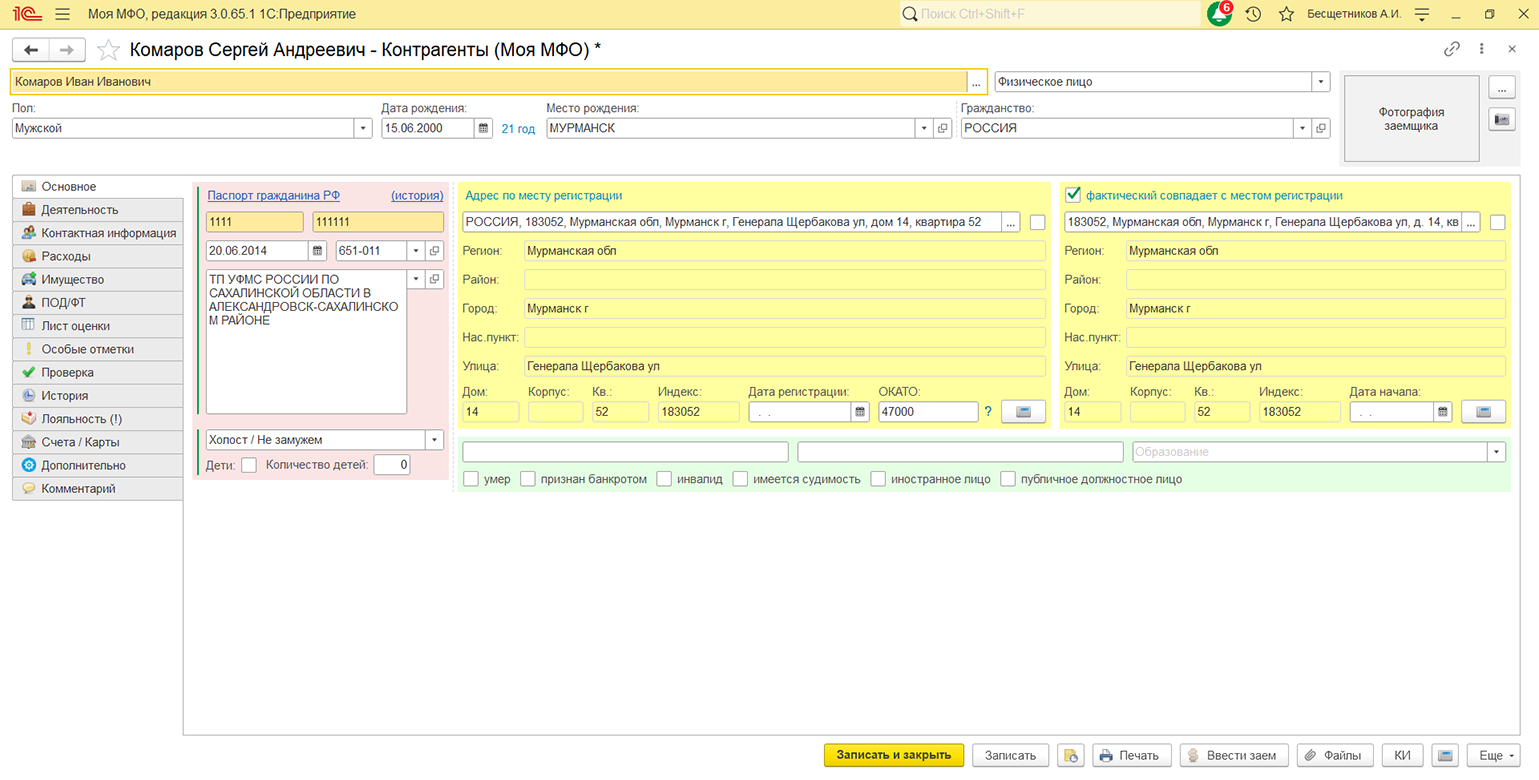 1С Моя МФО, редакция 3.0.65.1 1С:Предприятие Поиск Ctrl+Shift+F 6 Бесщетников А.И.
Комаров Сергей Андреевич - Контрагенты (Моя МФО) *
Комаров Иван Иванович ... Физическое лицо ...
Фотография
заемщика
Пол: Дата рождения: Место рождения: Гражданство:
Мужской 15.06.2000 21 год МУРМАНСК РОССИЯ
Основное
Деятельность
Контактная информация
Расходы
Имущество
ПОД/ФТ
Лист оценки
Особые отметки
Проверка
История
Лояльность (!)
Счета / Карты
Дополнительно
Комментарий
Паспорт гражданина РФ (история)
1111 111111
20.06.2014 651-011
ТП УФМС РОССИИ ПО
САХАЛИНСКОЙ ОБЛАСТИ В
АЛЕКСАНДРОВСК-САХАЛИНСКО
М РАЙОНЕ
Холост / Не замужем
Дети: Количество детей: 0
Адрес по месту регистрации
РОССИЯ, 183052, Мурманская обл, Мурманск г, Генерала Щербакова ул, дом 14, квартира 52 ...
Регион: Мурманская обл
Район:
Город: Мурманск г
Нас.пункт:
Улица: Генерала Щербакова ул
Дом: Корпус: Кв.: Индекс: Дата регистрации: ОКАТО:
14 52 183052 . . 47000 ?
фактический совпадает с местом регистрации
183052, Мурманская обл, Мурманск г, Генерала Щербакова ул, д. 14, кв ...
Регион: Мурманская обл
Район:
Город: Мурманск г
Нас.пункт:
Улица: Генерала Щербакова ул
Дом: Корпус: Кв.: Индекс: Дата начала:
14 52 183052 . .
Образование
умер признан банкротом инвалид имеется судимость иностранное лицо публичное должностное лицо
Записать и закрыть Записать Печать Ввести заем Файлы КИ Еще